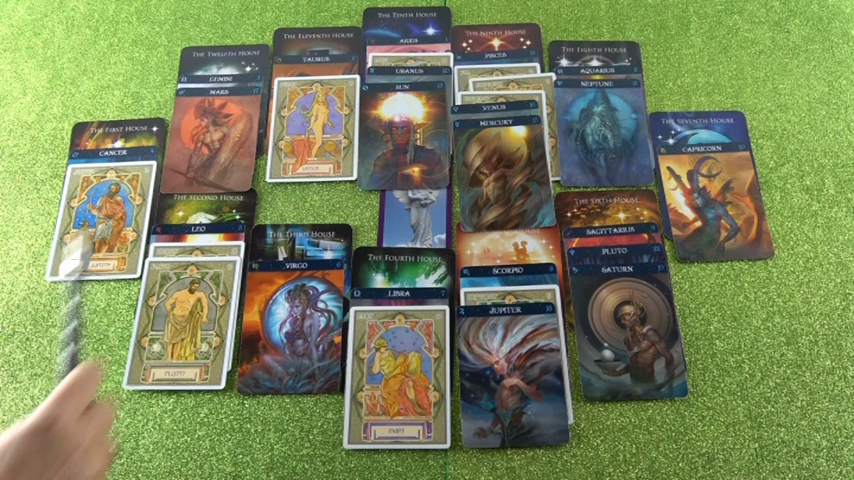 THE TENTH HOUSE
ARIES
THE ELEVENTH HOUSE
TAURUS
THE NINTH HOUSE
PISCES
THE TWELFTH HOUSE
GEMINI
MARS
URANUS
SUN
THE EIGHTH HOUSE
AQUARIUS
NEPTUNE
VENUS
MERCURY
THE FIRST HOUSE
CANCER
THE SEVENTH HOUSE
CAPRICORN
THE SECOND HOUSE
LEO
PLUTO
THE THIRD HOUSE
VIRGO
THE FOURTH HOUSE
LIBRA
SCORPIO
JUPITER
THE SIXTH HOUSE
SAGITTARIUS
PLUTO
SATURN